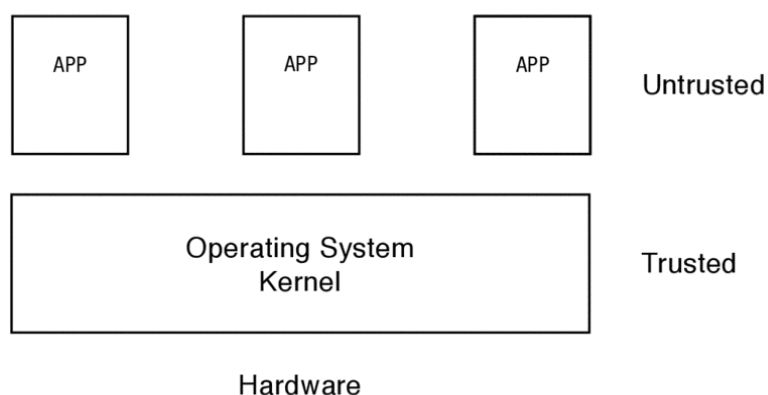 APP
APP
APP
Untrusted
Operating System
Kernel
Trusted
Hardware